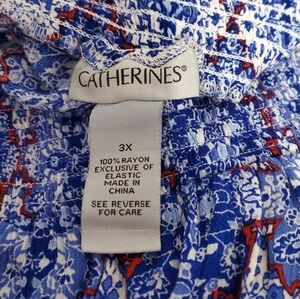 CATHERINES®
3X
100% RAYON
EXCLUSIVE OF
ELASTIC
MADE IN
CHINA
SEE REVERSE
FOR CARE